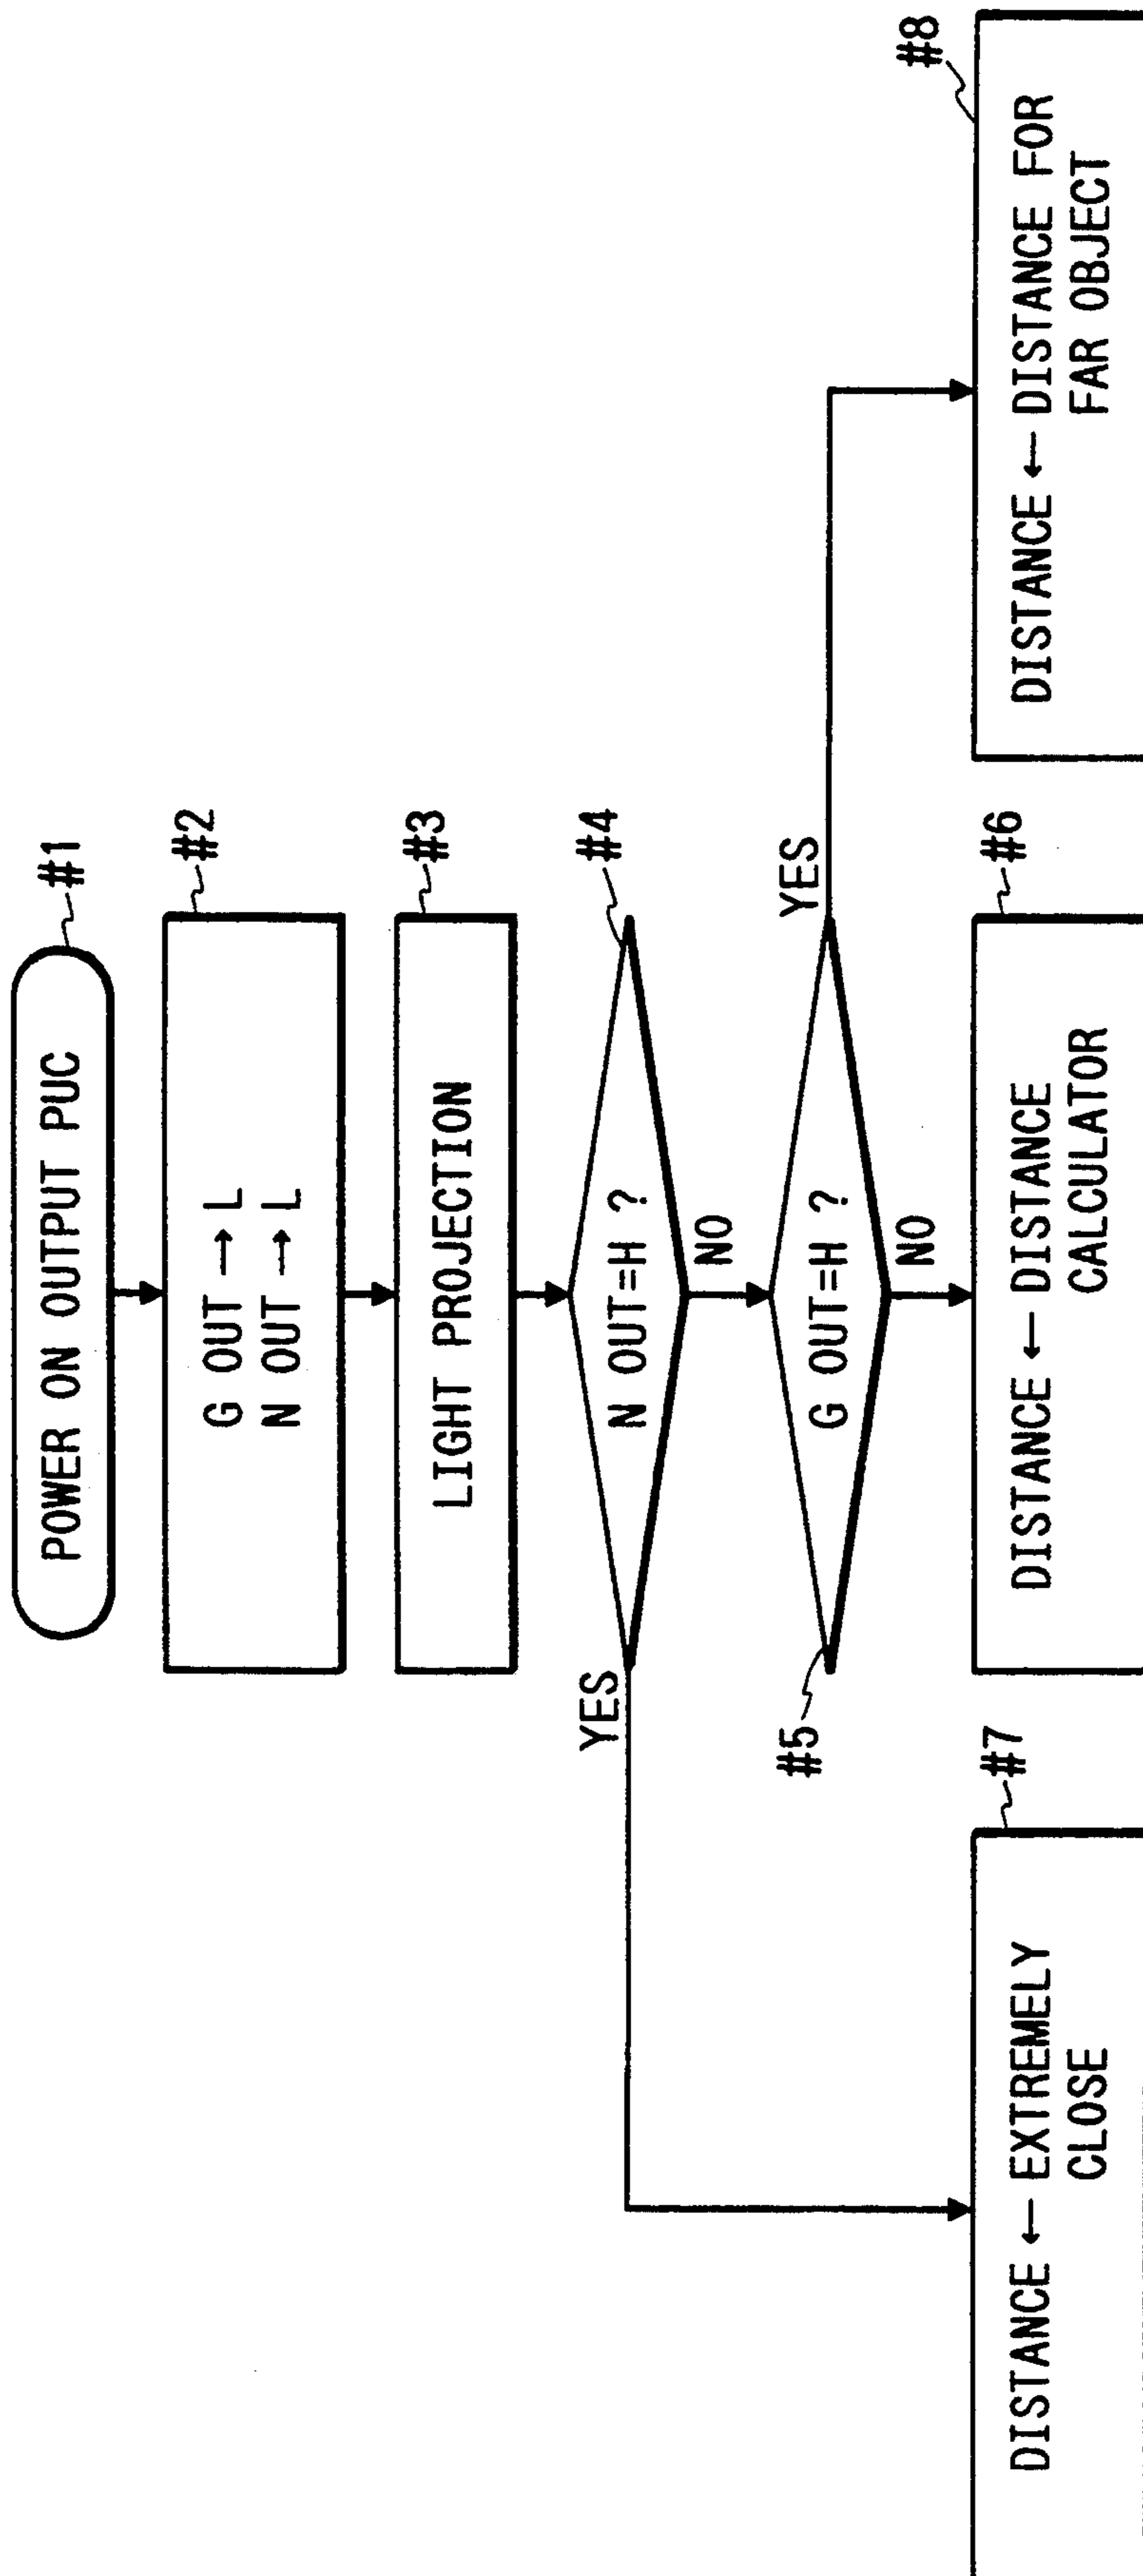 POWER ON OUTPUT PUC
#1
G OUT → L
N OUT → L
#2
LIGHT PROJECTION
#3
N OUT=H ?
#4
YES
NO
G OUT=H ?
#5
YES
NO
DISTANCE ← EXTREMELY
CLOSE
#7
DISTANCE ← DISTANCE
CALCULATOR
#6
DISTANCE ← DISTANCE FOR
FAR OBJECT
#8